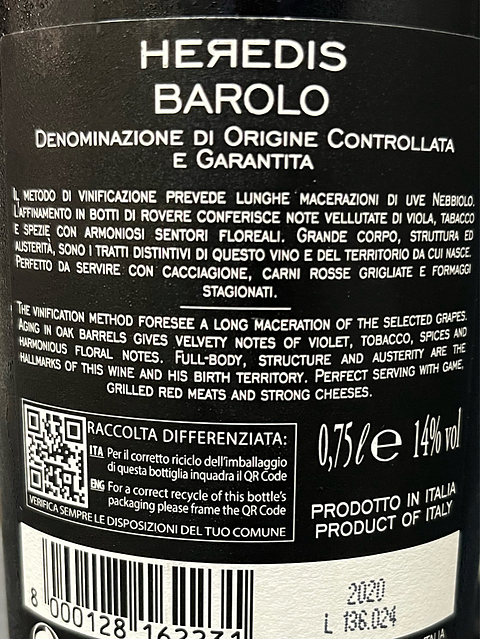 HEREDIS
BAROLO
DENOMINAZIONE DI ORIGINE CONTROLLATA
E GARANTITA
IL METODO DI VINIFICAZIONE PREVEDE LUNGHE MACERAZIONI DI UVE NEBBIOLO.
L'AFFINAMENTO IN BOTTI DI ROVERE CONFERISCE NOTE VELLUTATE DI VIOLA, TABACCO
E SPEZIE CON ARMONIOSI SENTORI FLOREALI. GRANDE CORPO, STRUTTURA ED
AUSTERITÀ, SONO I TRATTI DISTINTIVI DI QUESTO VINO E DEL TERRITORIO DA CUI NASCE.
PERFETTO DA SERVIRE CON CACCIAGIONE, CARNI ROSSE GRIGLIATE E FORMAGGI
STAGIONATI.
THE VINIFICATION METHOD FORESEE A LONG MACERATION OF THE SELECTED GRAPES.
AGING IN OAK BARRELS GIVES VELVETY NOTES OF VIOLET, TOBACCO, SPICES AND
HARMONIOUS FLORAL NOTES. FULL-BODY, STRUCTURE AND AUSTERITY ARE THE
HALLMARKS OF THIS WINE AND HIS BIRTH TERRITORY. PERFECT SERVING WITH GAME,
GRILLED RED MEATS AND STRONG CHEESES.
RACCOLTA DIFFERENZIATA:
ITA Per il corretto riciclo dell'imballaggio
di questa bottiglia inquadra il QR Code
ENG For a correct recycle of this bottle's
packaging please frame the QR Code
VERIFICA SEMPRE LE DISPOSIZIONI DEL TUO COMUNE
0,75 ℓ e 14% vol
PRODOTTO IN ITALIA
PRODUCT OF ITALY
8 000128 162231
2020
L 136.024
ITALIA